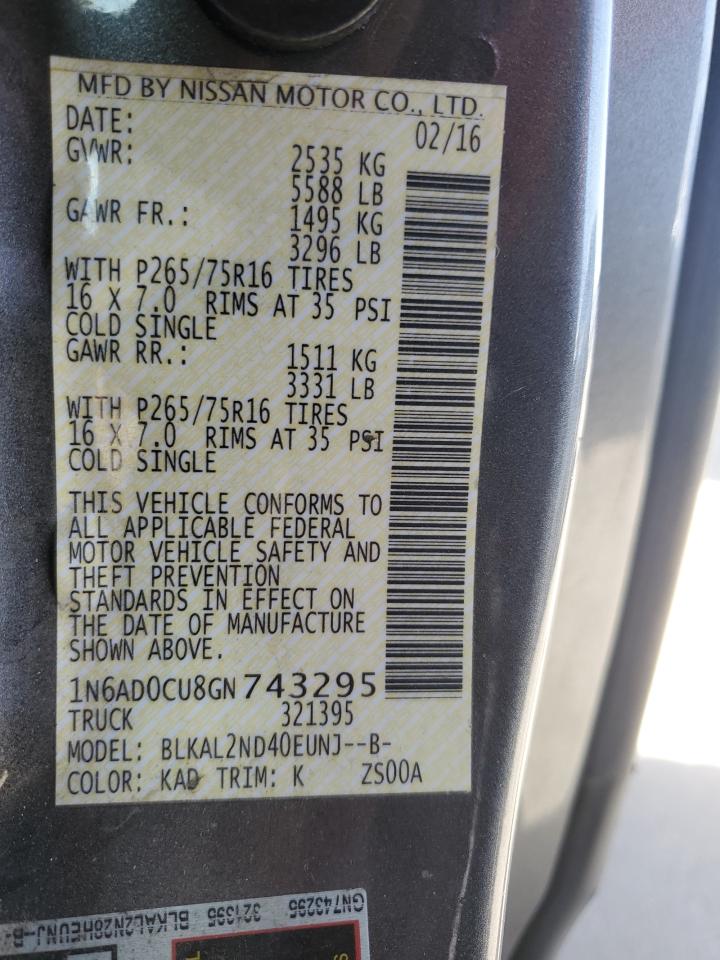 MFD BY NISSAN MOTOR CO., LTD.
DATE: 02/16
GVWR: 2535 KG
5588 LB
GAWR FR.: 1495 KG
3296 LB
WITH P265/75R16 TIRES
16 X 7.0 RIMS AT 35 PSI
COLD SINGLE
GAWR RR.: 1511 KG
3331 LB
WITH P265/75R16 TIRES
16 X 7.0 RIMS AT 35 PSI
COLD SINGLE
THIS VEHICLE CONFORMS TO
ALL APPLICABLE FEDERAL
MOTOR VEHICLE SAFETY AND
THEFT PREVENTION
STANDARDS IN EFFECT ON
THE DATE OF MANUFACTURE
SHOWN ABOVE.
1N6AD0CU8GN743295
TRUCK 321395
MODEL: BLKAL2ND40EUNJ--B-
COLOR: KAD TRIM: K ZS00A
GN743295 321395 BLKAL2N28HEUNJ--B-